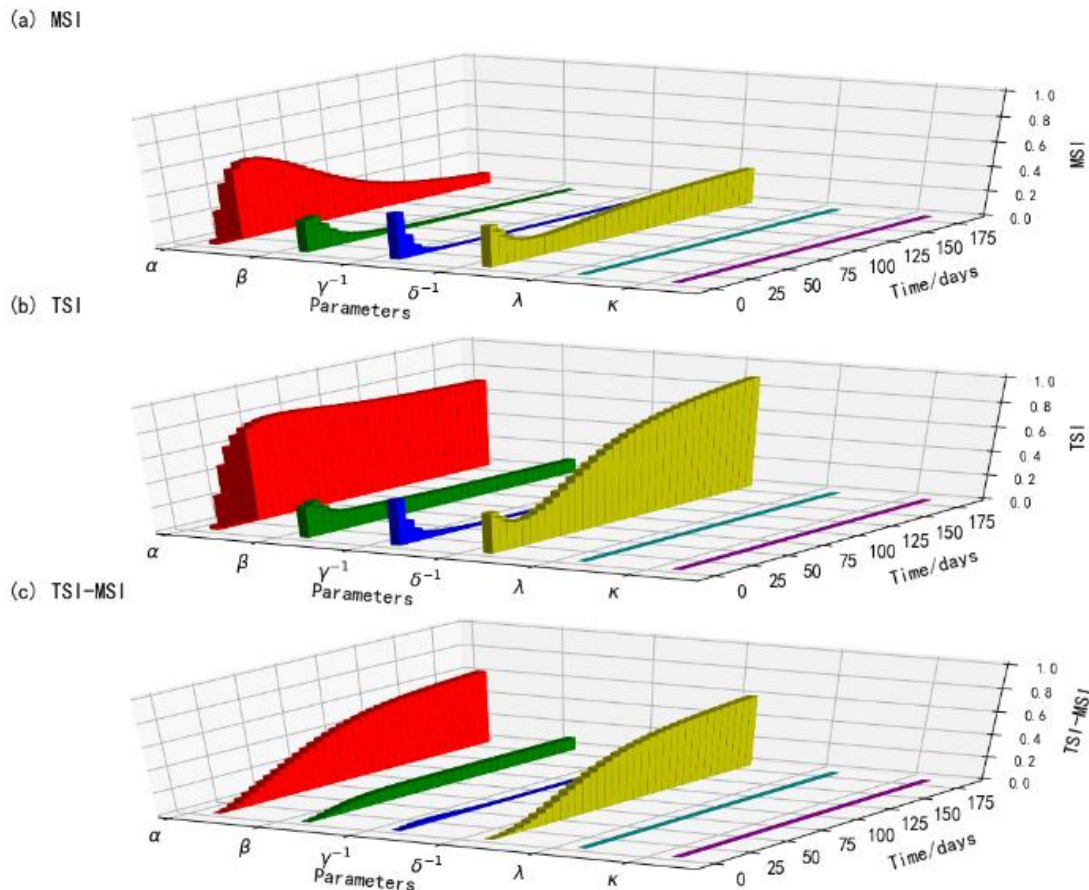 (a) MSI
1.0
0.8
0.6
0.4
0.2
0.0
MSI
α
β
γ⁻¹
δ⁻¹
λ
κ
Parameters
0
25
50
75
100
125
150
175
Time/days
(b) TSI
1.0
0.8
0.6
0.4
0.2
0.0
TSI
α
β
γ⁻¹
δ⁻¹
λ
κ
Parameters
0
25
50
75
100
125
150
175
Time/days
(c) TSI-MSI
1.0
0.8
0.6
0.4
0.2
0.0
TSI-MSI
α
β
γ⁻¹
δ⁻¹
λ
κ
Parameters
0
25
50
75
100
125
150
175
Time/days